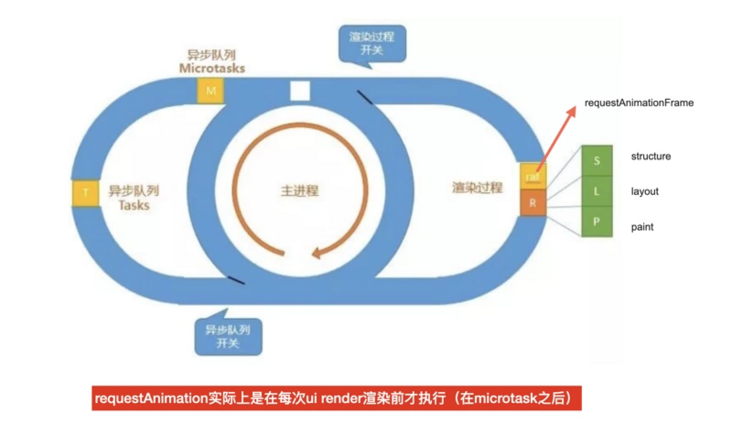 渲染过程
开关
异步队列
Microtasks
M
requestAnimationFrame
raf
R
S
structure
L
layout
P
paint
T
异步队列
Tasks
主进程
渲染过程
异步队列
开关
requestAnimation实际上是在每次ui render渲染前才执行（在microtask之后）